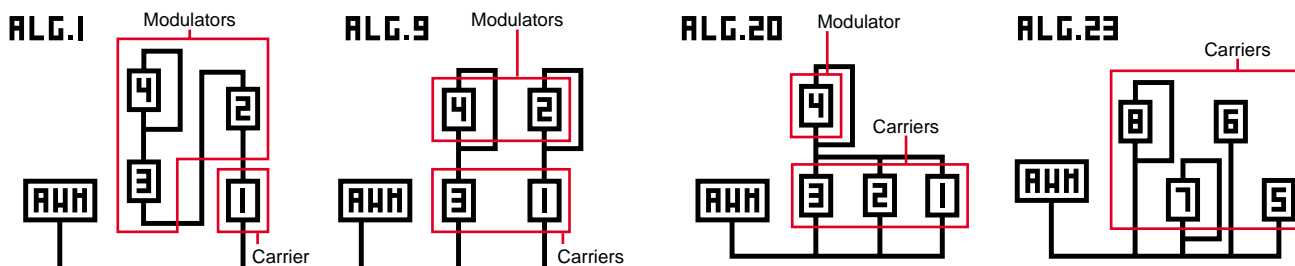 ALG.1
Modulators
4
2
3
AWM
1
Carrier
ALG.9
Modulators
4
2
AWM
3
1
Carriers
ALG.20
Modulator
4
Carriers
AWM
3
2
1
ALG.23
Carriers
8
6
AWM
7
5